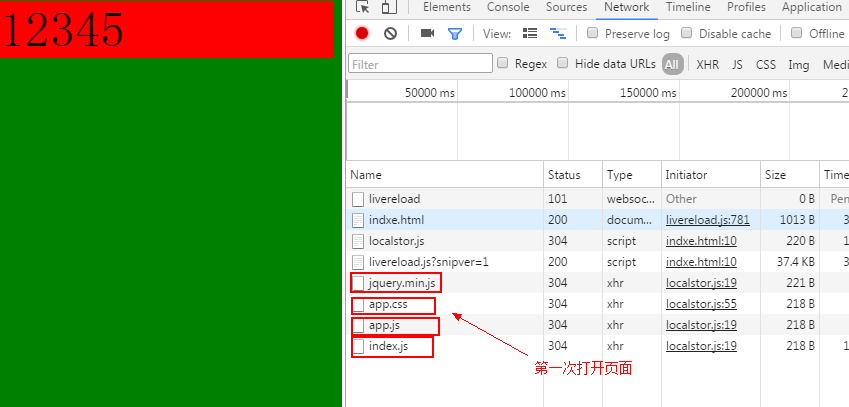 12345
Elements Console Sources Network Timeline Profiles Application
View: Preserve log Disable cache Offline
Filter Regex Hide data URLs All XHR JS CSS Img Medi
50000 ms 100000 ms 150000 ms 200000 ms 2
Name Status Type Initiator Size Time
livereload 101 websoc... Other 0 B Pen
indxe.html 200 docum... livereload.js:781 1013 B 3
localstor.js 304 script indxe.html:10 220 B 1
livereload.js?snipver=1 200 script indxe.html:10 37.4 KB 3
jquery.min.js 304 xhr localstor.js:19 221 B
app.css 304 xhr localstor.js:55 218 B
app.js 304 xhr localstor.js:19 218 B
index.js 304 xhr localstor.js:19 218 B 1
第一次打开页面